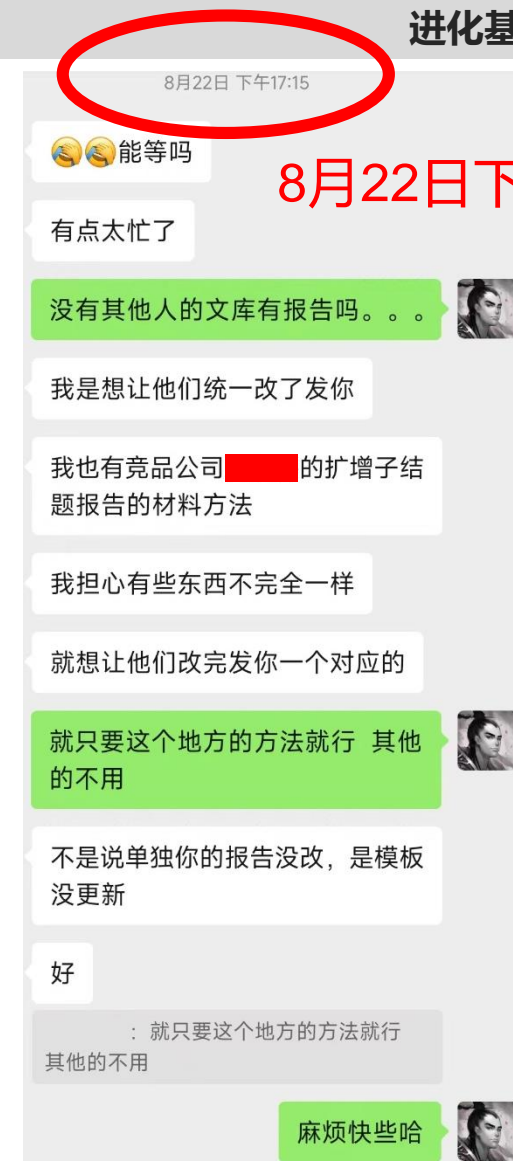 进化基
8月22日 下午17:15
能等吗
8月22日下
有点太忙了
没有其他人的文库有报告吗。。。
我是想让他们统一改了发你
我也有竞品公司 的扩增子结
题报告的材料方法
我担心有些东西不完全一样
就想让他们改完发你一个对应的
就只要这个地方的方法就行 其他
的不用
不是说单独你的报告没改，是模板
没更新
好
：就只要这个地方的方法就行
其他的不用
麻烦快些哈